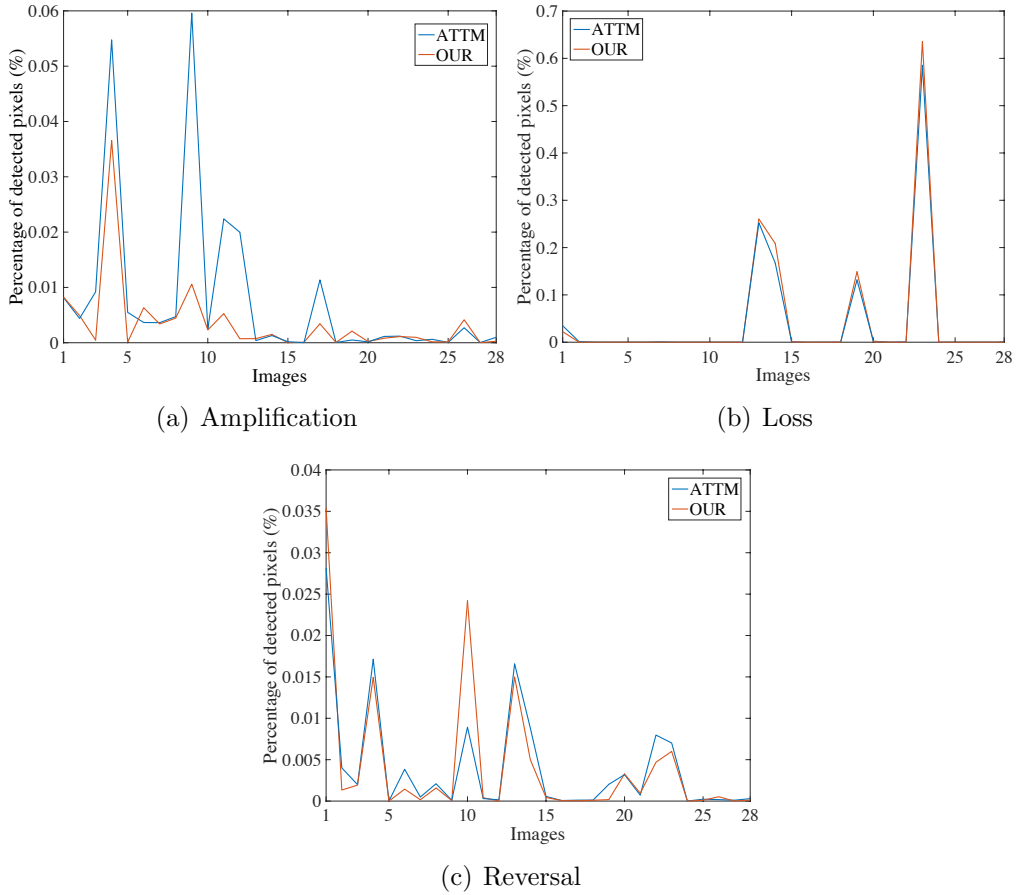 0.06
0.05
0.04
0.03
0.02
0.01
0
Percentage of detected pixels (%)
ATTM
OUR
1 5 10 15 20 25 28
Images
(a) Amplification
0.7
0.6
0.5
0.4
0.3
0.2
0.1
0
Percentage of detected pixels (%)
ATTM
OUR
1 5 10 15 20 25 28
Images
(b) Loss
0.04
0.035
0.03
0.025
0.02
0.015
0.01
0.005
0
Percentage of detected pixels (%)
ATTM
OUR
1 5 10 15 20 25 28
Images
(c) Reversal